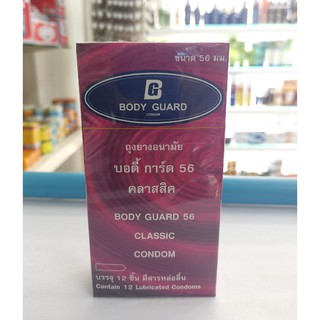 ขนาด 56 มม.
BG
BODY GUARD
CONDOM
ถุงยางอนามัย
บอดี้ การ์ด 56
คลาสสิค
BODY GUARD 56
CLASSIC
CONDOM
บรรจุ 12 ชิ้น มีสารหล่อลื่น
Contain 12 Lubricated Condoms